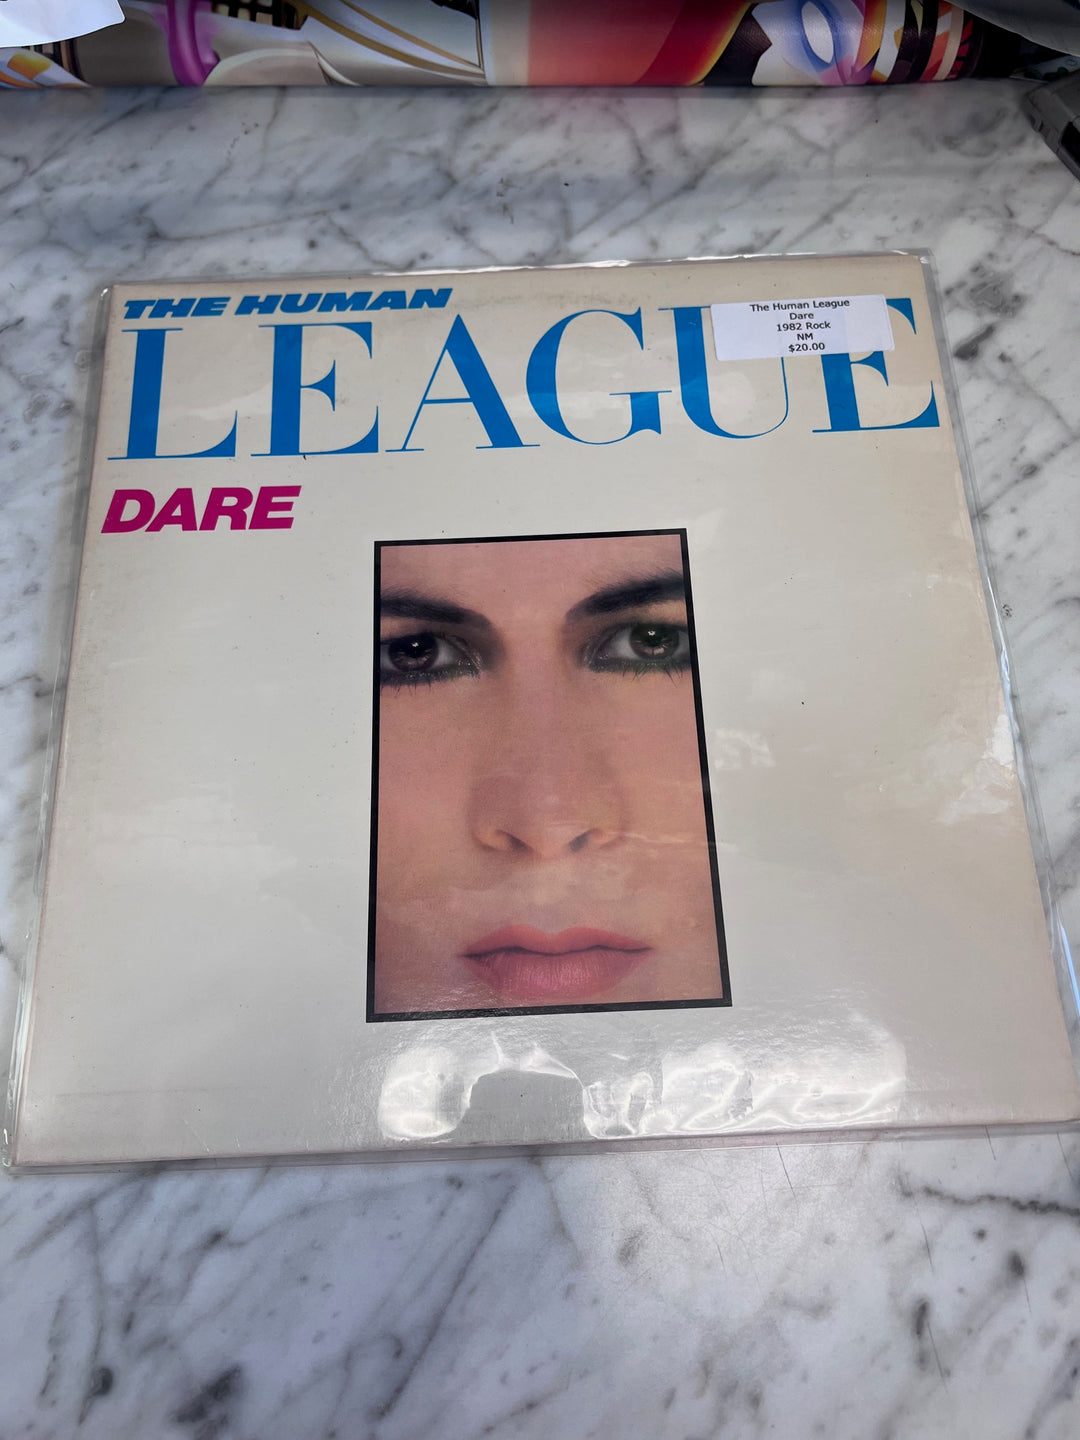 THE HUMAN
LEAGUE
The Human League
Dare
1982 Rock
NM
$20.00
DARE